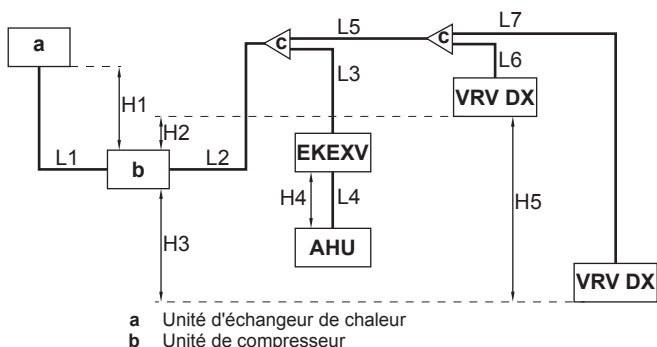 a
b
c
c
L1
L2
L3
L4
L5
L6
L7
H1
H2
H3
H4
H5
EKEXV
AHU
VRV DX
VRV DX
a Unité d'échangeur de chaleur
b Unité de compresseur